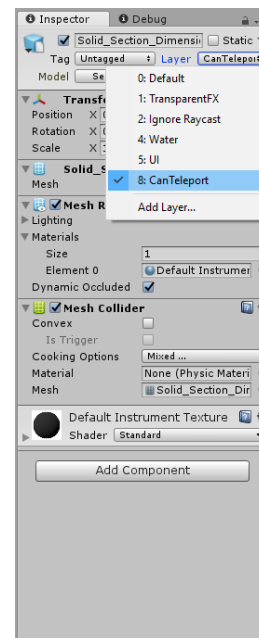 Inspector Debug
Solid_Section_Dimensi Static
Tag Untagged Layer CanTelepor
Model Se
0: Default
1: TransparentFX
2: Ignore Raycast
4: Water
5: UI
8: CanTeleport
Add Layer...
Transf
Position X
Rotation X
Scale X
Solid_S
Mesh
Mesh R
Lighting
Materials
Size 1
Element 0 Default Instrumer
Dynamic Occluded
Mesh Collider
Convex
Is Trigger
Cooking Options Mixed ...
Material None (Physic Materi
Mesh Solid_Section_Dir
Default Instrument Texture
Shader Standard
Add Component